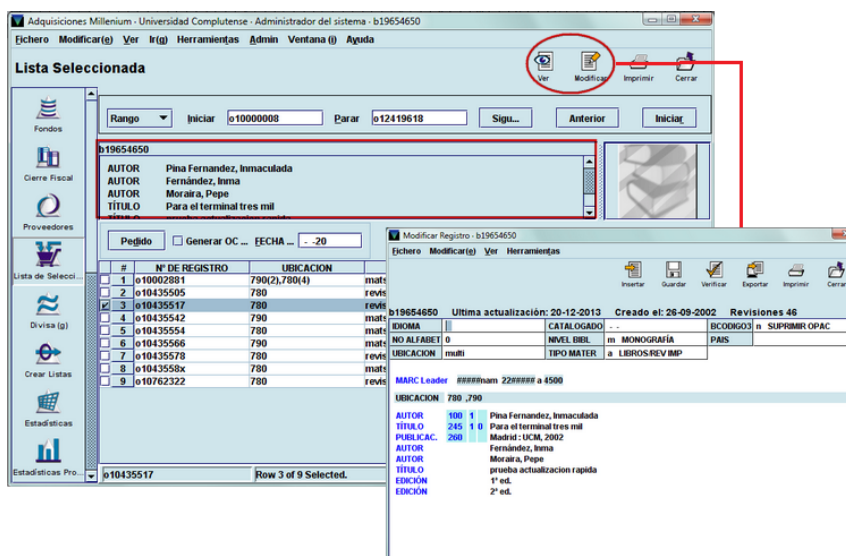 Adquisiciones Millenium · Universidad Complutense · Administrador del sistema · b19654650
Fichero Modificar(e) Ver Ir(g) Herramientas Admin Ventana (i) Ayuda
Lista Seleccionada
Ver Modificar Imprimir Cerrar
Fondos
Cierre Fiscal
Proveedores
Lista de Selecci...
Divisa (g)
Crear Listas
Estadísticas
Estadísticas Pro...
Rango Iniciar o10000008 Parar o12419618 Sigu... Anterior Iniciar
b19654650
AUTOR Pina Fernandez, Inmaculada
AUTOR Fernández, Inma
AUTOR Moraira, Pepe
TÍTULO Para el terminal tres mil
TÍTULO prueba actualizacion rapida
Pedido Generar OC ... FECHA ... - -20
# Nº DE REGISTRO UBICACION
1 o10002881 790(2),780(4) mats
2 o10435505 780 revis
3 o10435517 780 revis
4 o10435542 790 mats
5 o10435554 780 mats
6 o10435566 790 mats
7 o10435578 780 revis
8 o1043558x 780 mats
9 o10762322 780 revis
o10435517 Row 3 of 9 Selected.
Modificar Registro · b19654650
Fichero Modificar(e) Ver Herramientas
Insertar Guardar Verificar Exportar Imprimir Cerrar
b19654650 Ultima actualización: 20-12-2013 Creado el: 26-09-2002 Revisiones 46
IDIOMA CATALOGADO - - BCODIGO3 n SUPRIMIR OPAC
NO ALFABET 0 NIVEL BIBL m MONOGRAFÍA PAIS
UBICACION multi TIPO MATER a LIBROS/REV IMP
MARC Leader #####nam 22##### a 4500
UBICACION 780 ,790
AUTOR 100 1 Pina Fernandez, Inmaculada
TÍTULO 245 1 0 Para el terminal tres mil
PUBLICAC. 260 Madrid : UCM, 2002
AUTOR Fernández, Inma
AUTOR Moraira, Pepe
TÍTULO prueba actualizacion rapida
EDICIÓN 1ª ed.
EDICIÓN 2ª ed.